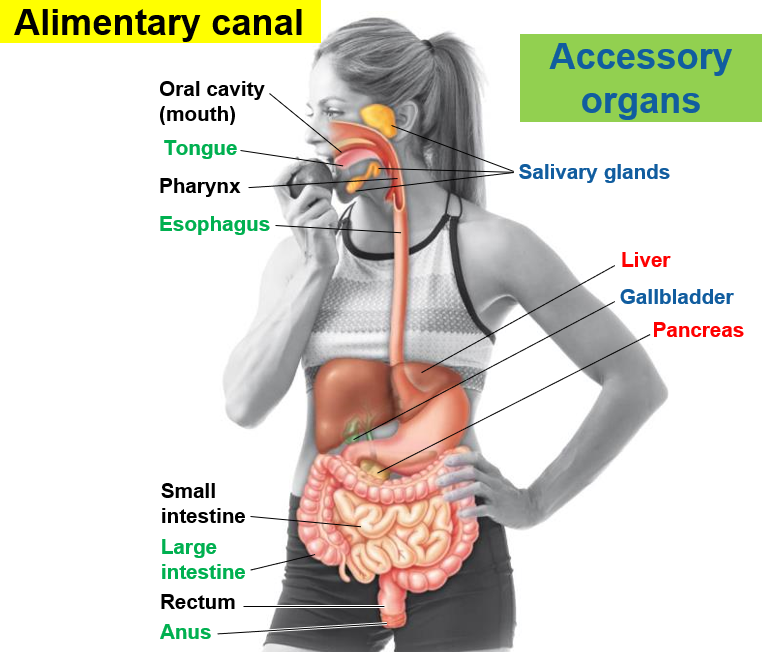 Alimentary canal
Accessory
organs
Oral cavity
(mouth)
Tongue
Pharynx
Esophagus
Small
intestine
Large
intestine
Rectum
Anus
Salivary glands
Liver
Gallbladder
Pancreas